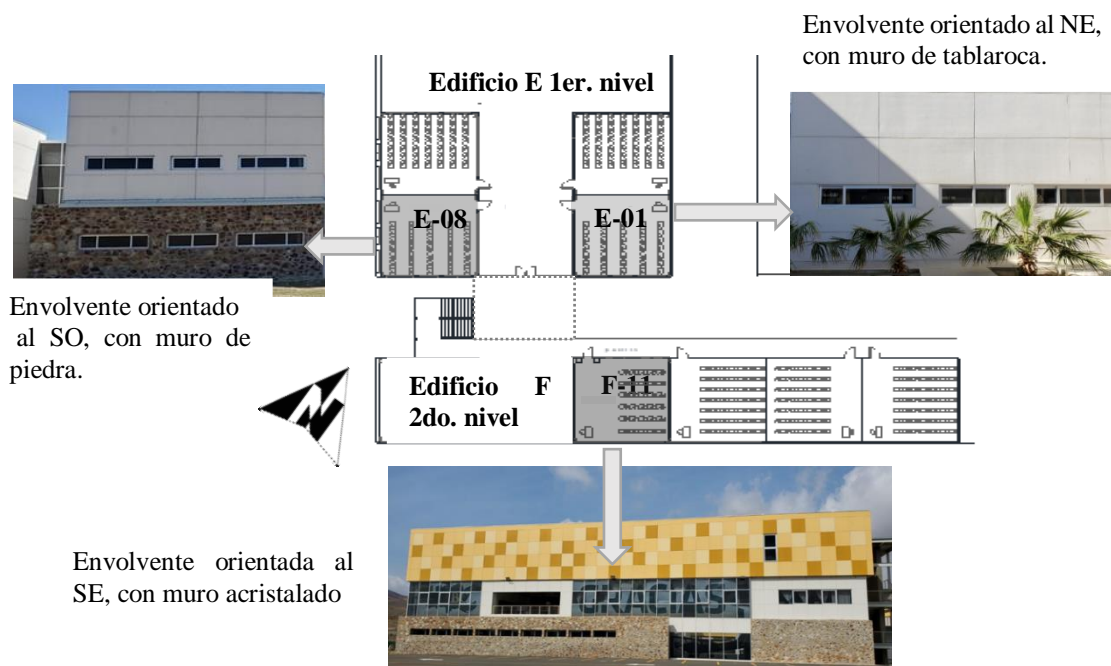 Envolvente orientado al NE,
con muro de tablaroca.
Edificio E 1er. nivel
E-08
E-01
Envolvente orientado
al SO, con muro de
piedra.
Edificio F
2do. nivel
F-11
N
Envolvente orientada al
SE, con muro acristalado
GRACIAS